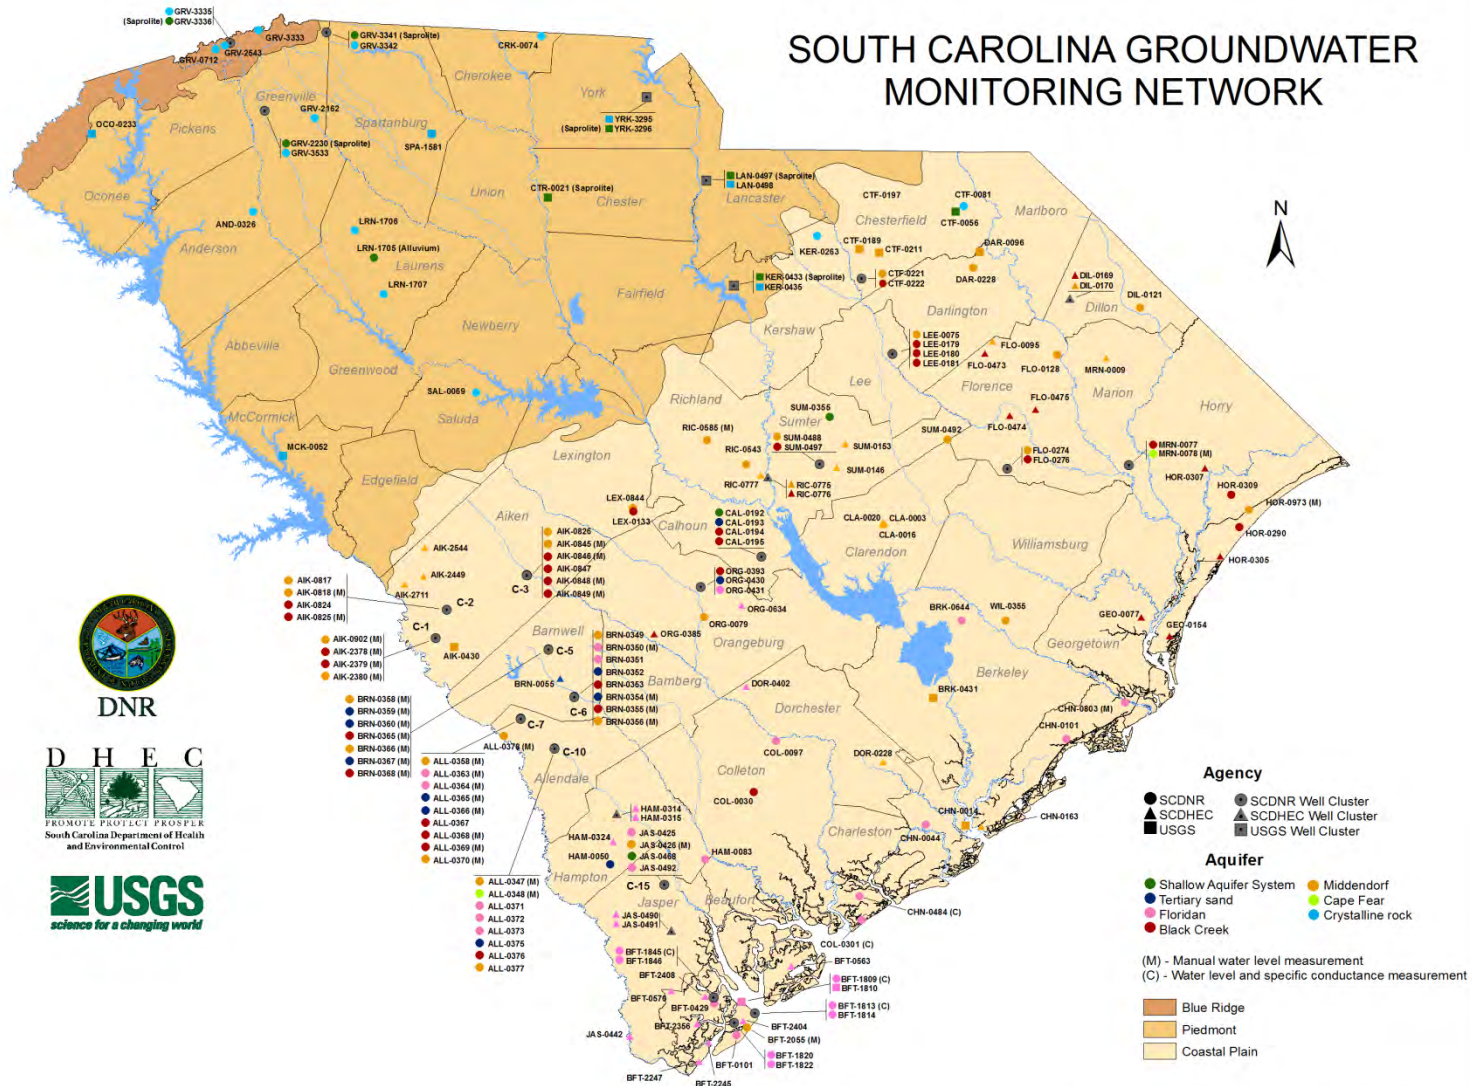 SOUTH CAROLINA GROUNDWATER
MONITORING NETWORK
GRV-3335
(Saprolite) GRV-3336
GRV-3333
GRV-2543
GRV-0712
GRV-3341 (Saprolite)
GRV-3342
CRK-0074
Cherokee
York
YRK-3295
(Saprolite) YRK-3296
Greenville
GRV-2162
Spartanburg
SPA-1581
OCO-0233
Pickens
GRV-2230 (Saprolite)
GRV-3533
Oconee
Union
CTR-0021 (Saprolite)
Chester
LAN-0497 (Saprolite)
LAN-0498
Lancaster
AND-0326
Anderson
LRN-1706
LRN-1705 (Alluvium)
Laurens
LRN-1707
CTF-0197
CTF-0081
Chesterfield
CTF-0056
Marlboro
KER-0263
CTF-0189
CTF-0211
DAR-0096
CTF-0221
CTF-0222
DAR-0228
DIL-0169
DIL-0170
DIL-0121
Dillon
KER-0433 (Saprolite)
KER-0435
Fairfield
Kershaw
Darlington
Newberry
Abbeville
Greenwood
LEE-0075
LEE-0179
LEE-0180
LEE-0181
Lee
FLO-0095
FLO-0473
FLO-0128
Florence
MRN-0009
Marion
Horry
SAL-0069
Saluda
McCormick
MCK-0052
Edgefield
Richland
SUM-0355
Sumter
RIC-0585 (M)
SUM-0488
SUM-0497
SUM-0153
SUM-0146
SUM-0492
FLO-0475
FLO-0474
FLO-0274
FLO-0276
MRN-0077
MRN-0078 (M)
HOR-0307
HOR-0309
HOR-0973 (M)
HOR-0290
HOR-0305
Lexington
RIC-0543
RIC-0777
RIC-0775
RIC-0776
LEX-0844
LEX-0133
Calhoun
CAL-0192
CAL-0193
CAL-0194
CAL-0195
CLA-0020
CLA-0003
CLA-0016
Clarendon
Williamsburg
Aiken
AIK-2544
AIK-2449
AIK-2711
AIK-0826
AIK-0845 (M)
AIK-0846 (M)
AIK-0847
AIK-0848 (M)
AIK-0849 (M)
C-3
AIK-0817
AIK-0818 (M)
AIK-0824
AIK-0825 (M)
C-2
C-1
AIK-0430
AIK-0902 (M)
AIK-2378 (M)
AIK-2379 (M)
AIK-2380 (M)
ORG-0393
ORG-0430
ORG-0431
ORG-0634
ORG-0079
ORG-0385
Orangeburg
BRK-0644
WIL-0355
GEO-0077
GEO-0154
Georgetown
Barnwell
C-5
BRN-0349
BRN-0350 (M)
BRN-0351
BRN-0352
BRN-0353
BRN-0354 (M)
BRN-0355 (M)
BRN-0356 (M)
Bamberg
BRN-0055
C-6
BRN-0358 (M)
BRN-0359 (M)
BRN-0360 (M)
BRN-0365 (M)
BRN-0366 (M)
BRN-0367 (M)
BRN-0368 (M)
C-7
ALL-0378 (M)
C-10
Allendale
DOR-0402
Dorchester
Berkeley
BRK-0431
CHN-0803 (M)
CHN-0101
COL-0097
Colleton
DOR-0228
COL-0030
ALL-0358 (M)
ALL-0363 (M)
ALL-0364 (M)
ALL-0365 (M)
ALL-0366 (M)
ALL-0367
ALL-0368 (M)
ALL-0369 (M)
ALL-0370 (M)
HAM-0314
HAM-0315
HAM-0324
HAM-0050
Hampton
JAS-0425
JAS-0426 (M)
JAS-0468
JAS-0492
HAM-0083
C-15
Jasper
Beaufort
Charleston
CHN-0014
CHN-0163
CHN-0044
CHN-0484 (C)
COL-0301 (C)
ALL-0347 (M)
ALL-0348 (M)
ALL-0371
ALL-0372
ALL-0373
ALL-0375
ALL-0376
ALL-0377
JAS-0490
JAS-0491
BFT-1845 (C)
BFT-1846
BFT-2408
BFT-0576
BFT-0429
BFT-2356
BFT-0563
BFT-1809 (C)
BFT-1810
BFT-1813 (C)
BFT-1814
BFT-2404
BFT-2055 (M)
BFT-1820
BFT-1822
BFT-0101
BFT-2245
BFT-2247
JAS-0442
N
DNR
DHEC
PROMOTE PROTECT PROSPER
South Carolina Department of Health
and Environmental Control
USGS
science for a changing world
Agency
SCDNR
SCDHEC
USGS
SCDNR Well Cluster
SCDHEC Well Cluster
USGS Well Cluster
Aquifer
Shallow Aquifer System
Tertiary sand
Floridan
Black Creek
Middendorf
Cape Fear
Crystalline rock
(M) - Manual water level measurement
(C) - Water level and specific conductance measurement
Blue Ridge
Piedmont
Coastal Plain